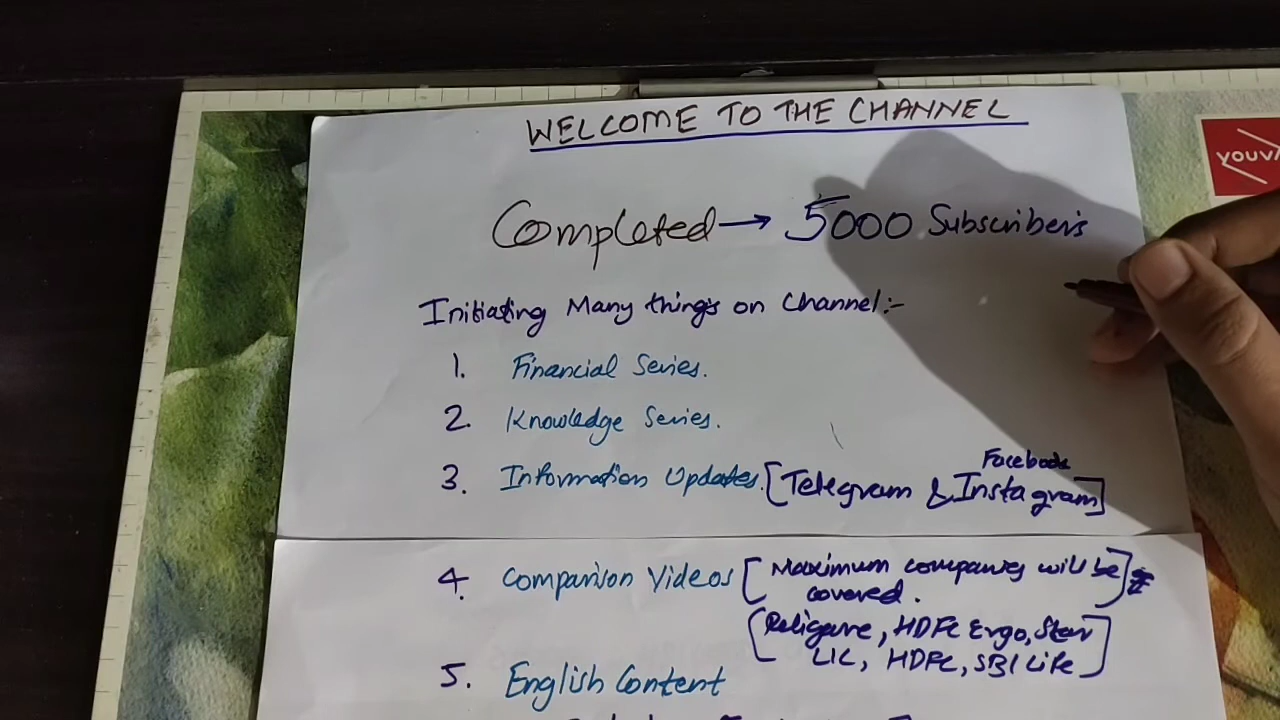 WELCOME TO THE CHANNEL
YOUV
Completed → 5000 Subscribers
Initiating Many things on Channel:-
1. Financial Series.
2. Knowledge Series.
Facebook
3. Information Updates. [Telegram & Instagram]
4. Comparison Videos [Maximum companies will be]
covered.
[Religare, HDFC Ergo, Star
LIC, HDFC, SBI Life]
5. English Content